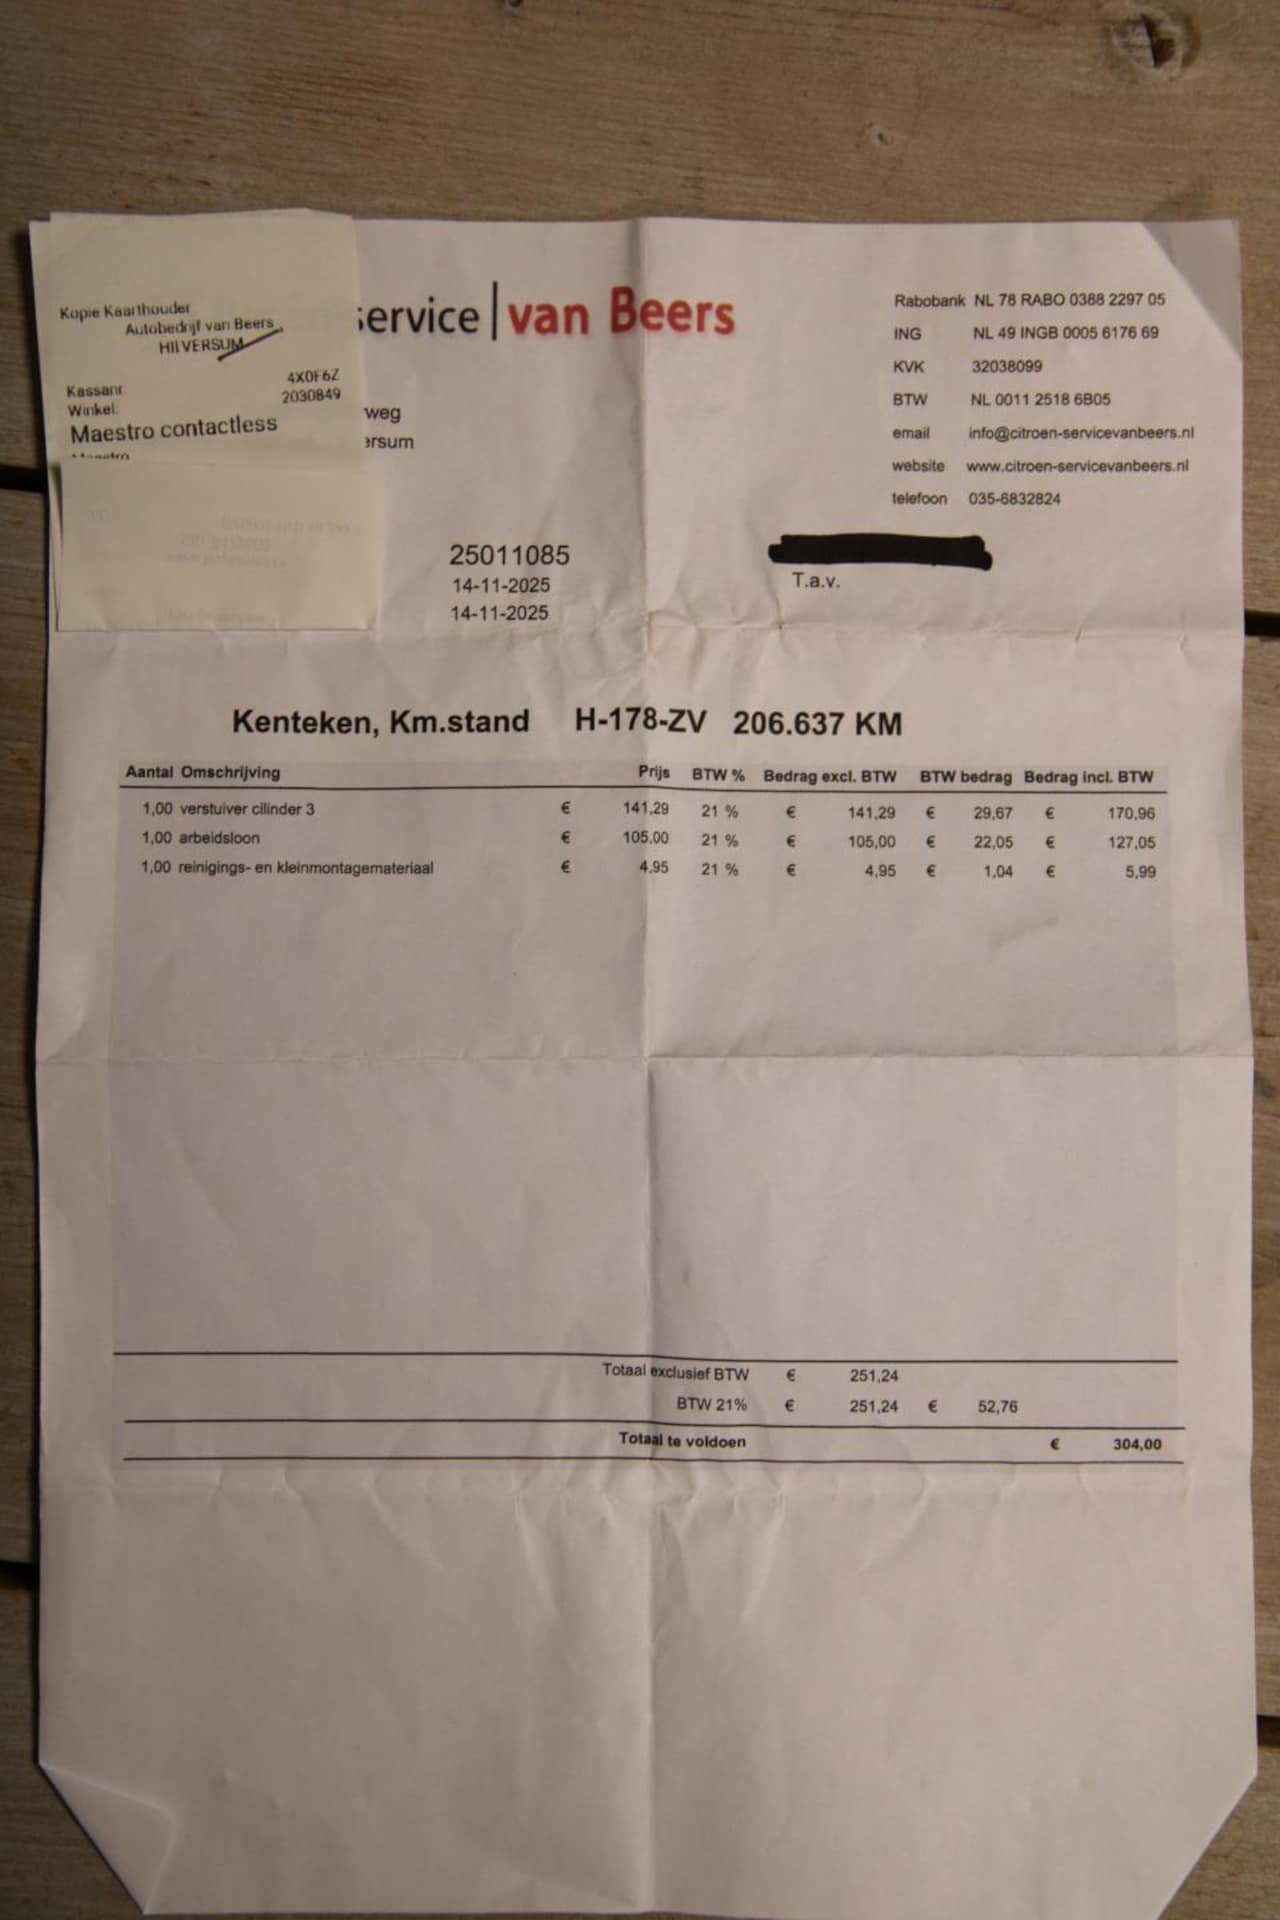 Kopie Kaarthouder
Autobedrijf van Beers
HILVERSUM
4X0F6Z
Kassanr.
2030849
Winkel:
Maestro contactless
Maestro
service | van Beers
weg
ersum
Rabobank NL 78 RABO 0388 2297 05
ING NL 49 INGB 0005 6176 69
KVK 32038099
BTW NL 0011 2518 6B05
email info@citroen-servicevanbeers.nl
website www.citroen-servicevanbeers.nl
telefoon 035-6832824
25011085
14-11-2025
14-11-2025
T.a.v.
Kenteken, Km.stand H-178-ZV 206.637 KM
Aantal Omschrijving Prijs BTW % Bedrag excl. BTW BTW bedrag Bedrag incl. BTW
1,00 verstuiver cilinder 3 € 141,29 21 % € 141,29 € 29,67 € 170,96
1,00 arbeidsloon € 105,00 21 % € 105,00 € 22,05 € 127,05
1,00 reinigings- en kleinmontagemateriaal € 4,95 21 % € 4,95 € 1,04 € 5,99
Totaal exclusief BTW € 251,24
BTW 21% € 251,24 € 52,76
Totaal te voldoen € 304,00